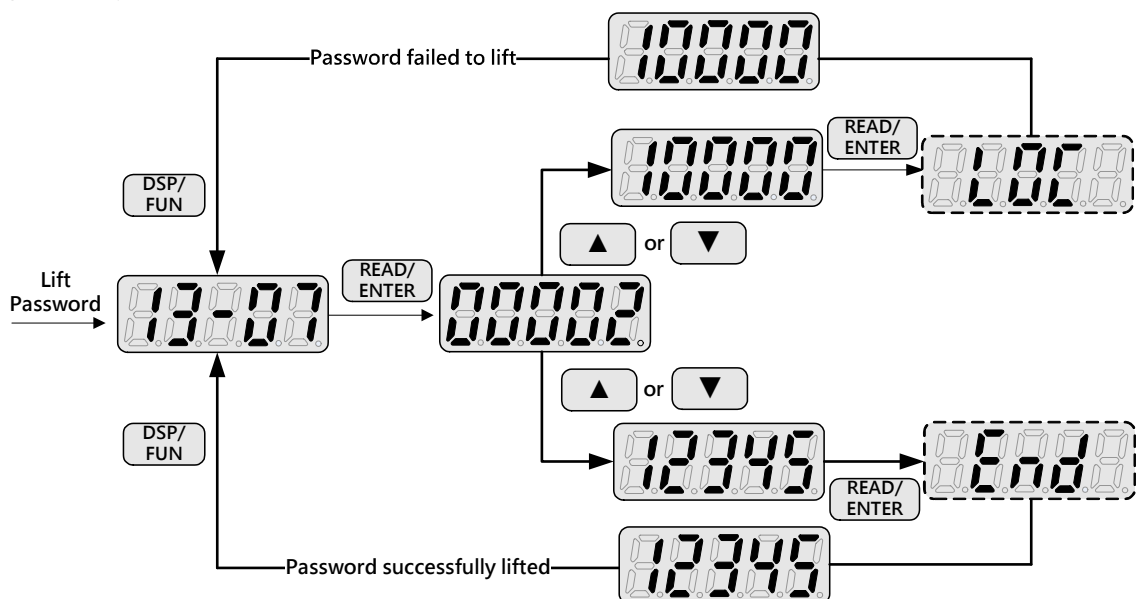 10000
Password failed to lift
10000
READ/
ENTER
LOC
DSP/
FUN
▲ or ▼
Lift
Password
13-07
READ/
ENTER
00002
▲ or ▼
DSP/
FUN
12345
End
READ/
ENTER
Password successfully lifted
12345